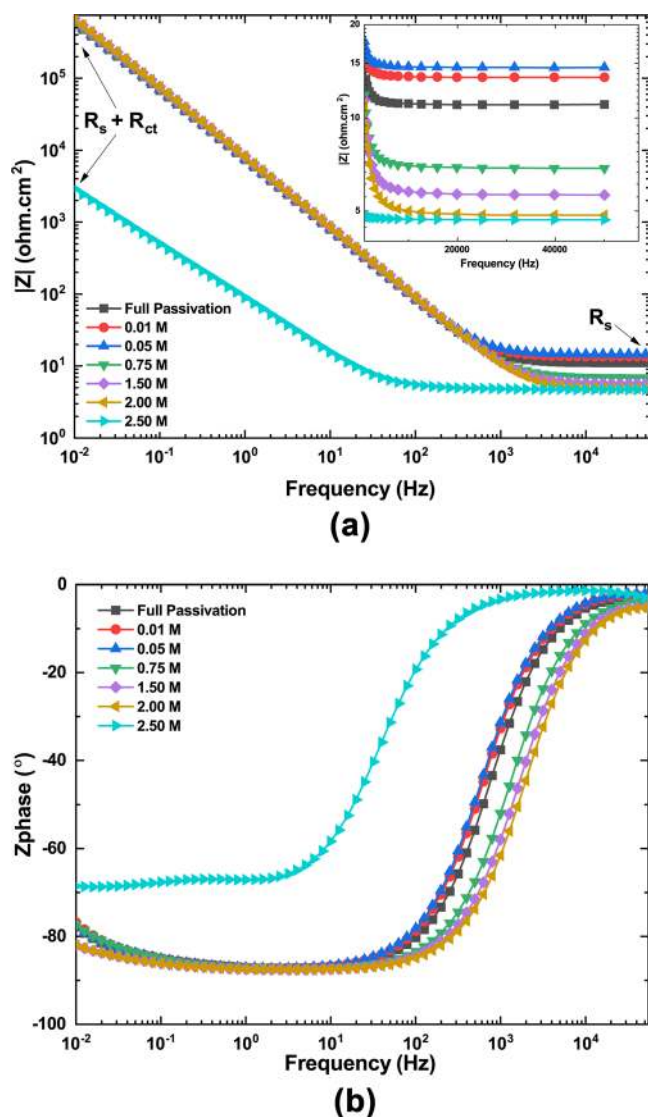 |Z| (ohm.cm²)
10⁵
10⁴
10³
10²
10¹
10⁰
Rₛ + R_ct
Full Passivation
0.01 M
0.05 M
0.75 M
1.50 M
2.00 M
2.50 M
|Z| (ohm.cm²)
20
15
10
5
20000 40000
Frequency (Hz)
Rₛ
10⁻² 10⁻¹ 10⁰ 10¹ 10² 10³ 10⁴
Frequency (Hz)
(a)
Zphase (°)
0
-20
-40
-60
-80
-100
Full Passivation
0.01 M
0.05 M
0.75 M
1.50 M
2.00 M
2.50 M
10⁻² 10⁻¹ 10⁰ 10¹ 10² 10³ 10⁴
Frequency (Hz)
(b)